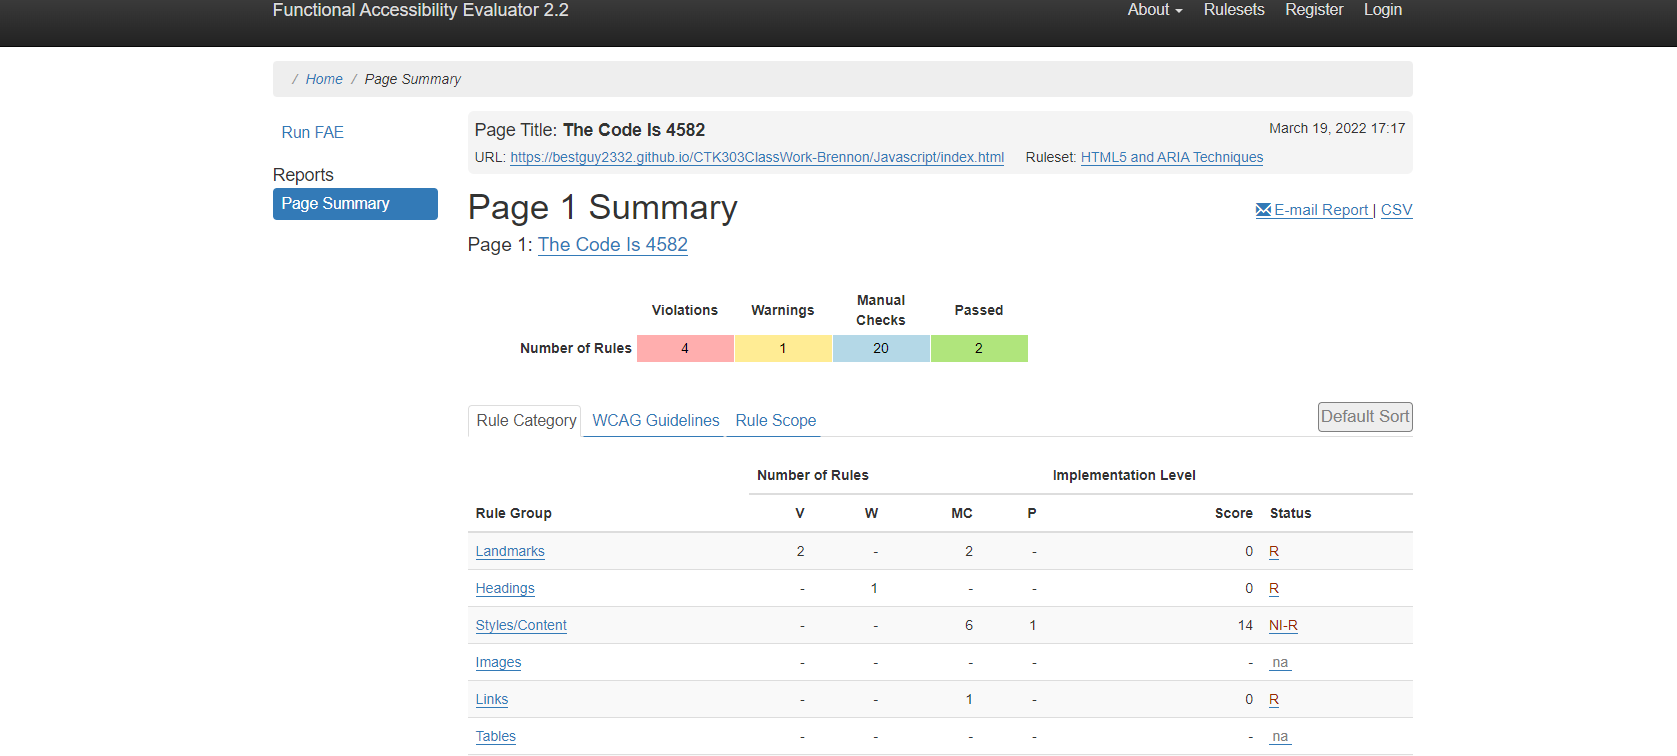 Functional Accessibility Evaluator 2.2 About Rulesets Register Login
/ Home / Page Summary
Run FAE
Reports
Page Summary
Page Title: The Code Is 4582 March 19, 2022 17:17
URL: https://bestguy2332.github.io/CTK303ClassWork-Brennon/Javascript/index.html Ruleset: HTML5 and ARIA Techniques
Page 1 Summary
E-mail Report | CSV
Page 1: The Code Is 4582
Violations Warnings Manual Checks Passed
Number of Rules 4 1 20 2
Rule Category WCAG Guidelines Rule Scope Default Sort
Number of Rules Implementation Level
Rule Group V W MC P Score Status
Landmarks 2 - 2 - 0 R
Headings - 1 - - 0 R
Styles/Content - - 6 1 14 NI-R
Images - - - - - na
Links - - 1 - 0 R
Tables - - - - - na